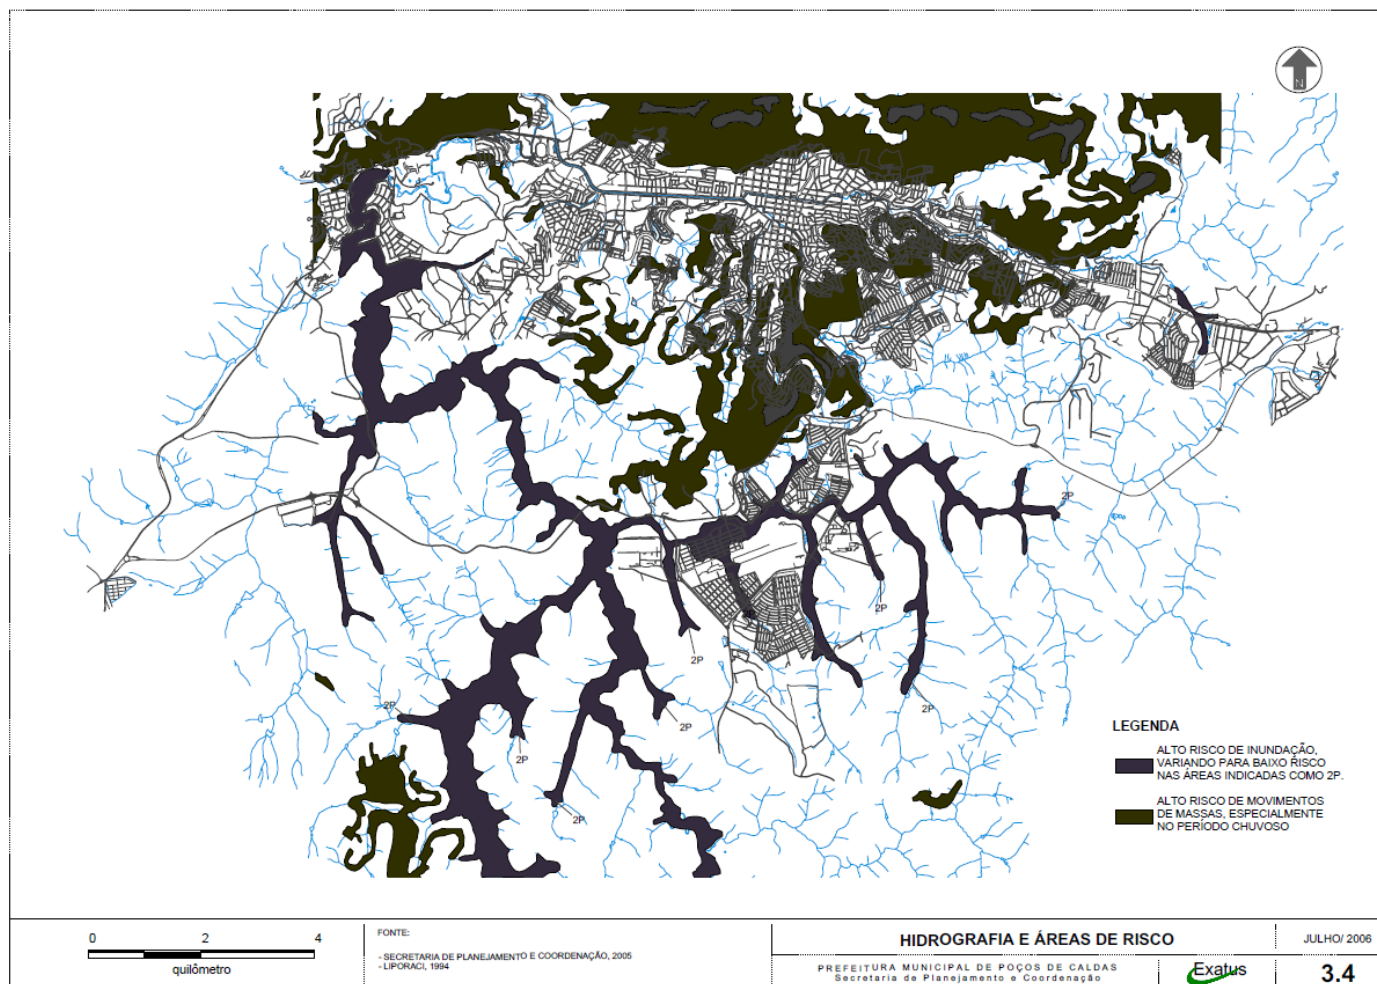 N
2P
2P
2P
2P
2P
2P
2P
2P
2P
2P
LEGENDA
ALTO RISCO DE INUNDAÇÃO,
VARIANDO PARA BAIXO RISCO
NAS ÁREAS INDICADAS COMO 2P.
ALTO RISCO DE MOVIMENTOS
DE MASSAS, ESPECIALMENTE
NO PERÍODO CHUVOSO
0 2 4
quilômetro
FONTE:
- SECRETARIA DE PLANEJAMENTO E COORDENAÇÃO, 2005
- LIPORACI, 1994
HIDROGRAFIA E ÁREAS DE RISCO
JULHO/ 2006
PREFEITURA MUNICIPAL DE POÇOS DE CALDAS
Secretaria de Planejamento e Coordenação
Exatus
3.4